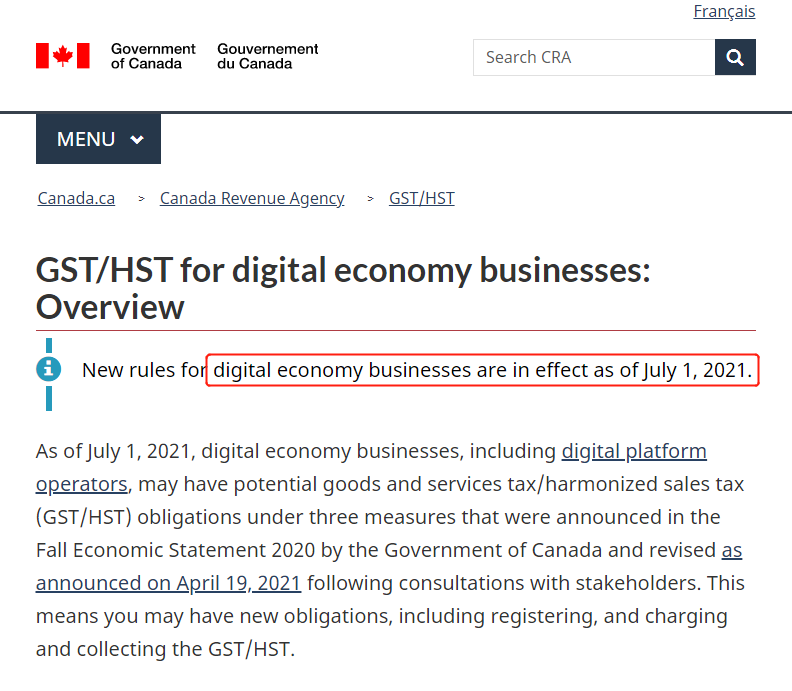 Français
Government of Canada
Gouvernement du Canada
Search CRA
MENU
Canada.ca > Canada Revenue Agency > GST/HST
GST/HST for digital economy businesses:
Overview
New rules for digital economy businesses are in effect as of July 1, 2021.
As of July 1, 2021, digital economy businesses, including digital platform
operators, may have potential goods and services tax/harmonized sales tax
(GST/HST) obligations under three measures that were announced in the
Fall Economic Statement 2020 by the Government of Canada and revised as
announced on April 19, 2021 following consultations with stakeholders. This
means you may have new obligations, including registering, and charging
and collecting the GST/HST.